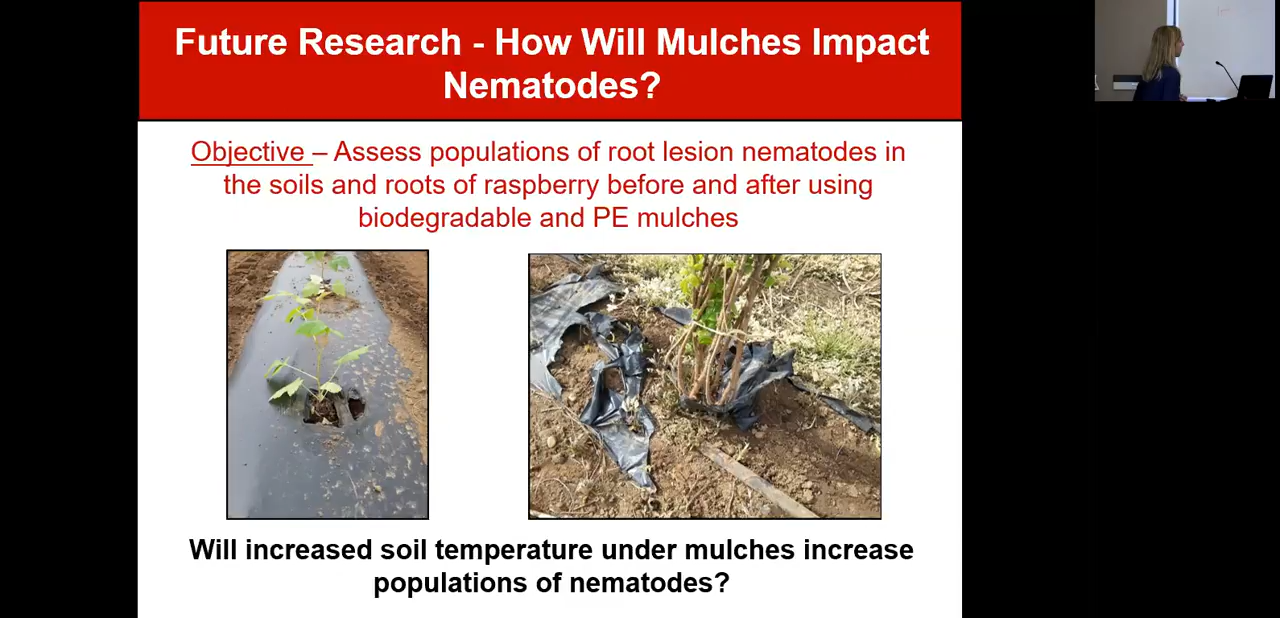 Future Research - How Will Mulches Impact
Nematodes?
Objective – Assess populations of root lesion nematodes in
the soils and roots of raspberry before and after using
biodegradable and PE mulches
Will increased soil temperature under mulches increase
populations of nematodes?